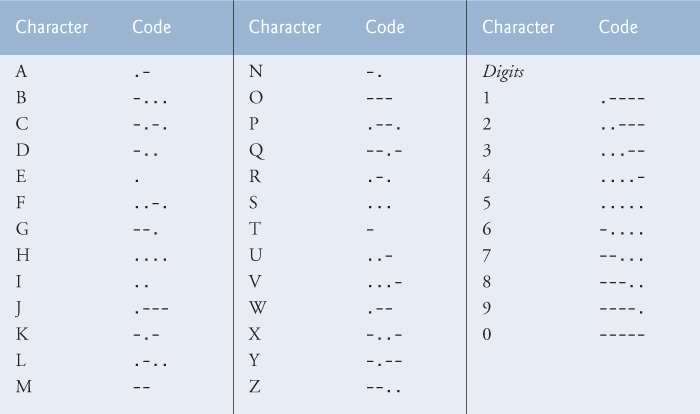 Character Code Character Code Character Code
A .- N -. Digits
B -... O --- 1 .----
C -.-. P .--. 2 ..---
D -.. Q --.- 3 ...--
E . R .-. 4 ....-
F ..-. S ... 5 .....
G --. T - 6 -....
H .... U ..- 7 --...
I .. V ...- 8 ---..
J .--- W .-- 9 ----.
K -.- X -..- 0 -----
L .-.. Y -.--
M -- Z --..